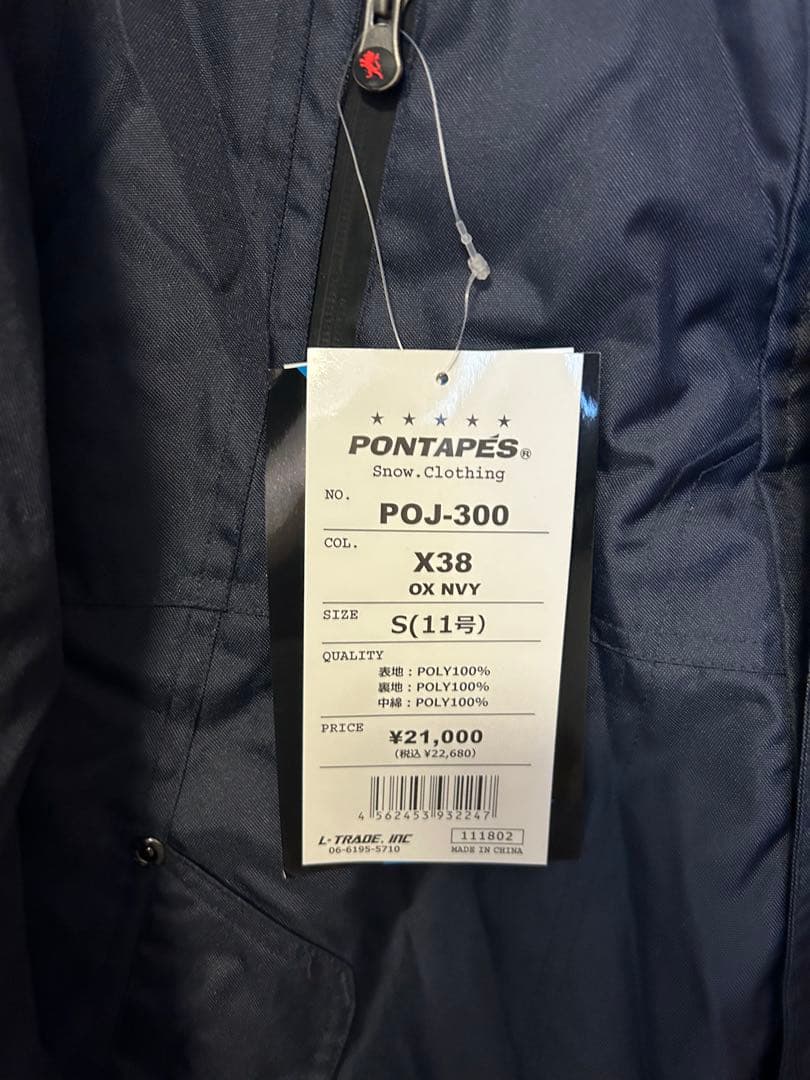 ★ ★ ★ ★ ★
PONTAPÉS®
Snow.Clothing
NO.
POJ-300
COL.
X38
OX NVY
SIZE
S(11号)
QUALITY
表地：POLY100%
裏地：POLY100%
中綿：POLY100%
PRICE
¥21,000
(税込 ¥22,680)
4 562453 932247
L-TRADE, INC
06-6195-5710
111802
MADE IN CHINA